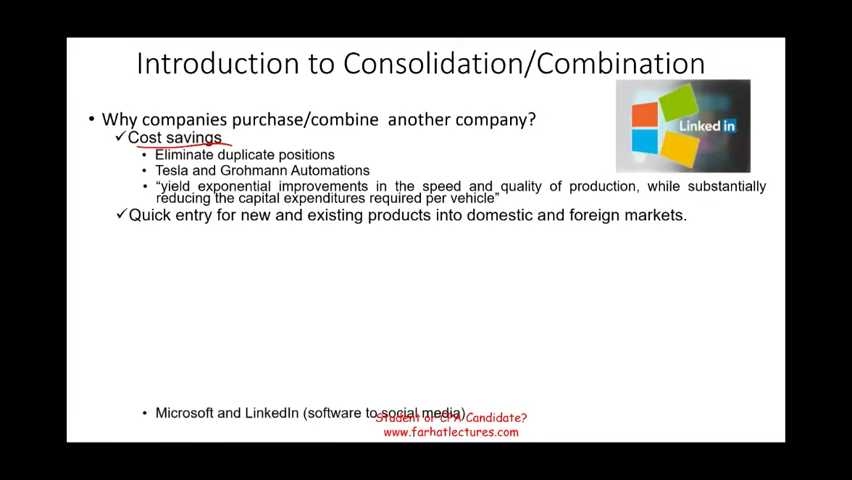 Introduction to Consolidation/Combination
• Why companies purchase/combine another company?
✓Cost savings
• Eliminate duplicate positions
• Tesla and Grohmann Automations
• “yield exponential improvements in the speed and quality of production, while substantially
reducing the capital expenditures required per vehicle”
✓Quick entry for new and existing products into domestic and foreign markets.
Linked in
• Microsoft and LinkedIn (software to social media)
Student or CPA Candidate?
www.farhatlectures.com